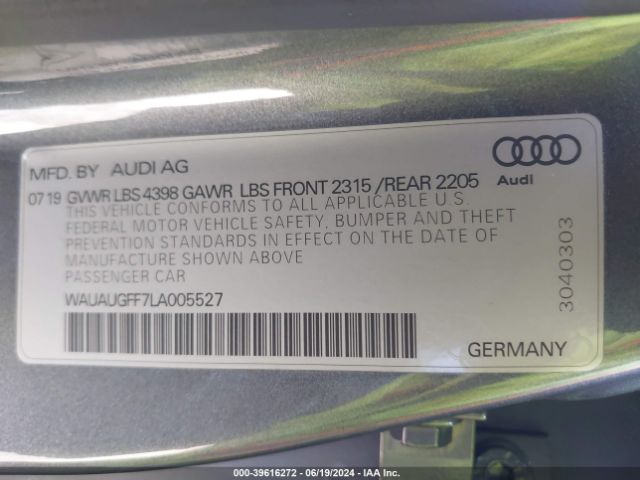 MFD. BY AUDI AG
Audi
07 19 GVWR LBS 4398 GAWR LBS FRONT 2315 /REAR 2205
THIS VEHICLE CONFORMS TO ALL APPLICABLE U.S.
FEDERAL MOTOR VEHICLE SAFETY, BUMPER AND THEFT
PREVENTION STANDARDS IN EFFECT ON THE DATE OF
MANUFACTURE SHOWN ABOVE
PASSENGER CAR
WAUAUGFF7LA005527
GERMANY
3040303
000-39616272 - 06/19/2024 - IAA Inc.